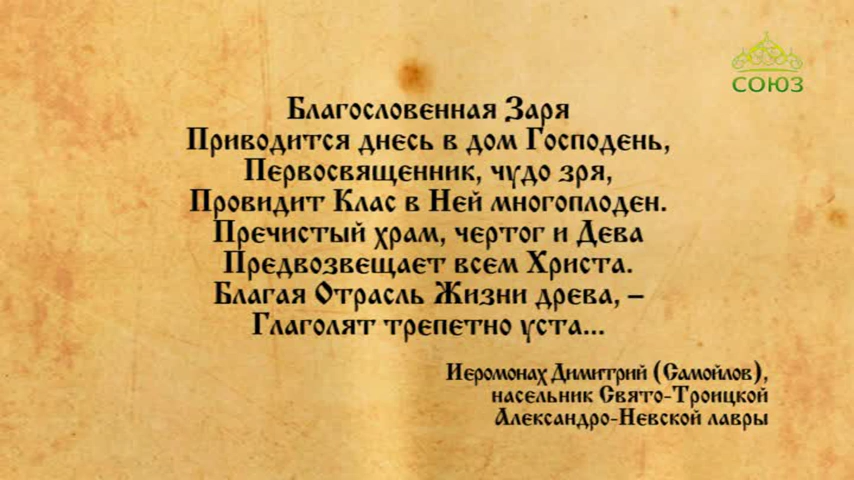 СОЮЗ
Благословенная Заря
Приводится днесь в дом Господень,
Первосвященник, чудо зря,
Провидит Клас в Ней многоплоден.
Пречистый храм, чертог и Дева
Предвозвещает всем Христа.
Благая Отрасль Жизни древа, –
Глаголят трепетно уста...
Иеромонах Димитрий (Самойлов),
насельник Свято-Троицкой
Александро-Невской лавры